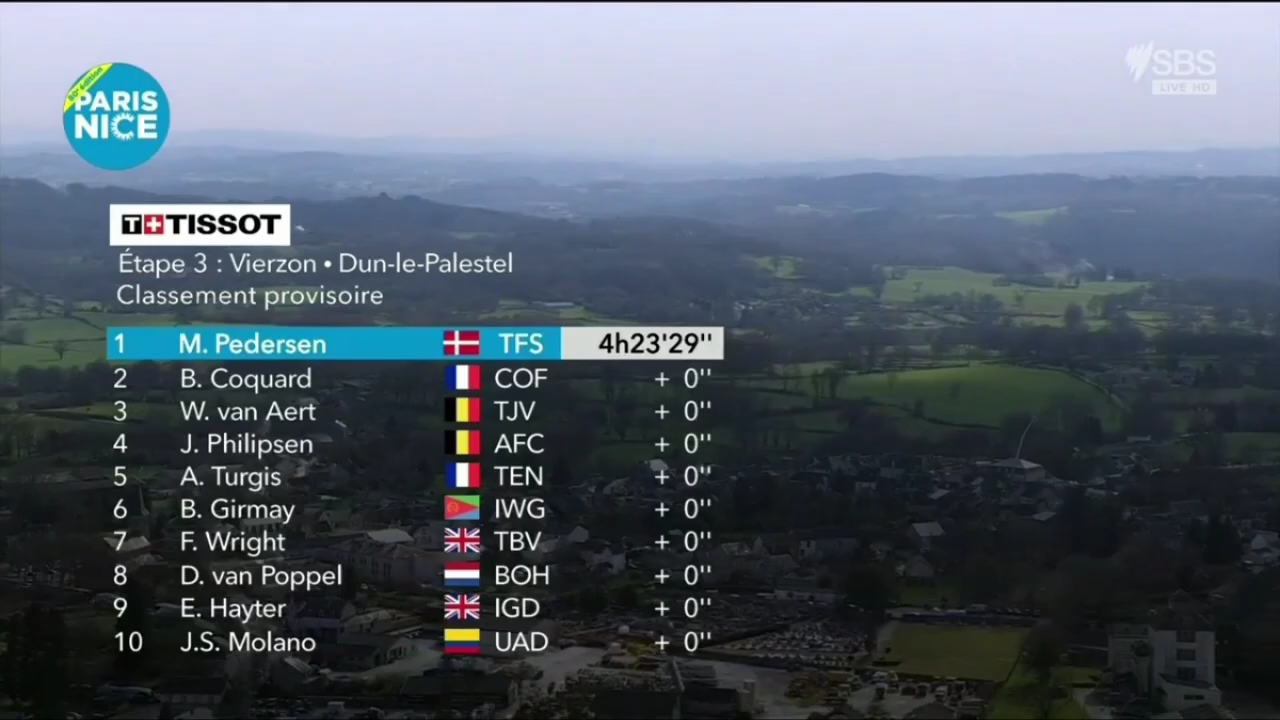 80e édition
PARIS
NICE
SBS
LIVE HD
T+TISSOT
Étape 3 : Vierzon • Dun-le-Palestel
Classement provisoire
1 M. Pedersen TFS 4h23'29''
2 B. Coquard COF + 0''
3 W. van Aert TJV + 0''
4 J. Philipsen AFC + 0''
5 A. Turgis TEN + 0''
6 B. Girmay IWG + 0''
7 F. Wright TBV + 0''
8 D. van Poppel BOH + 0''
9 E. Hayter IGD + 0''
10 J.S. Molano UAD + 0''